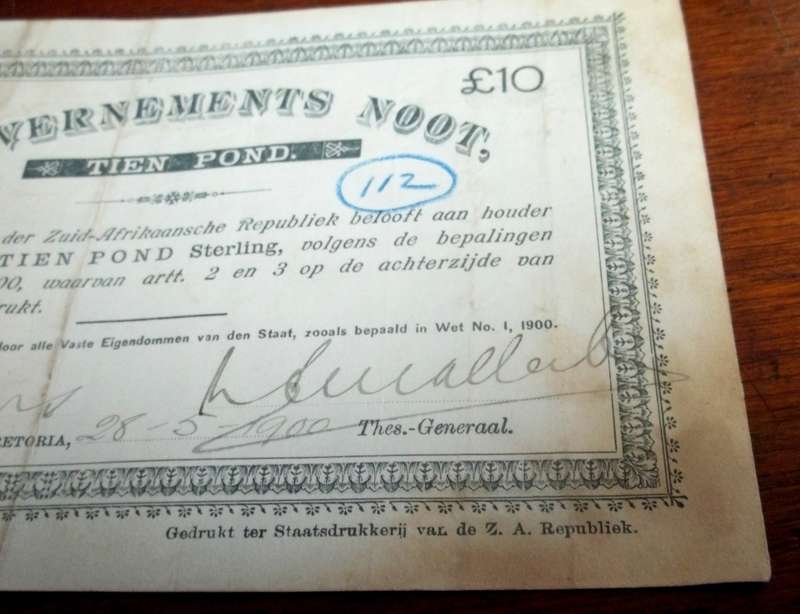 £10
VERNEMENTS NOOT,
TIEN POND.
112
der Zuid-Afrikaansche Republiek belooft aan houder
TIEN POND Sterling, volgens de bepalingen
00, waarvan artt. 2 en 3 op de achterzijde van
rukt.
door alle Vaste Eigendommen van den Staat, zooals bepaald in Wet No. 1, 1900.
RETORIA, 28-5-1900 Thes.-Generaal.
Gedrukt ter Staatsdrukkerij van de Z. A. Republiek.